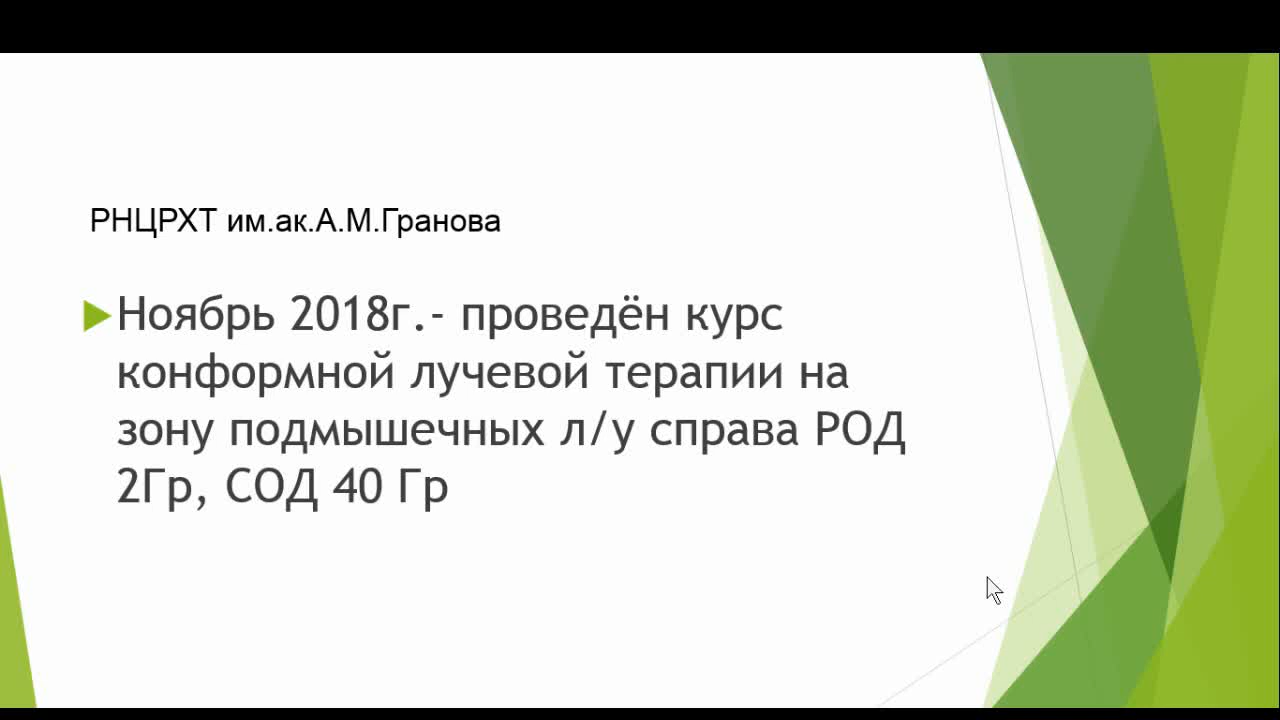 РНЦРХТ им.ак.А.М.Гранова
Ноябрь 2018г.- проведён курс
конформной лучевой терапии на
зону подмышечных л/у справа РОД
2Гр, СОД 40 Гр